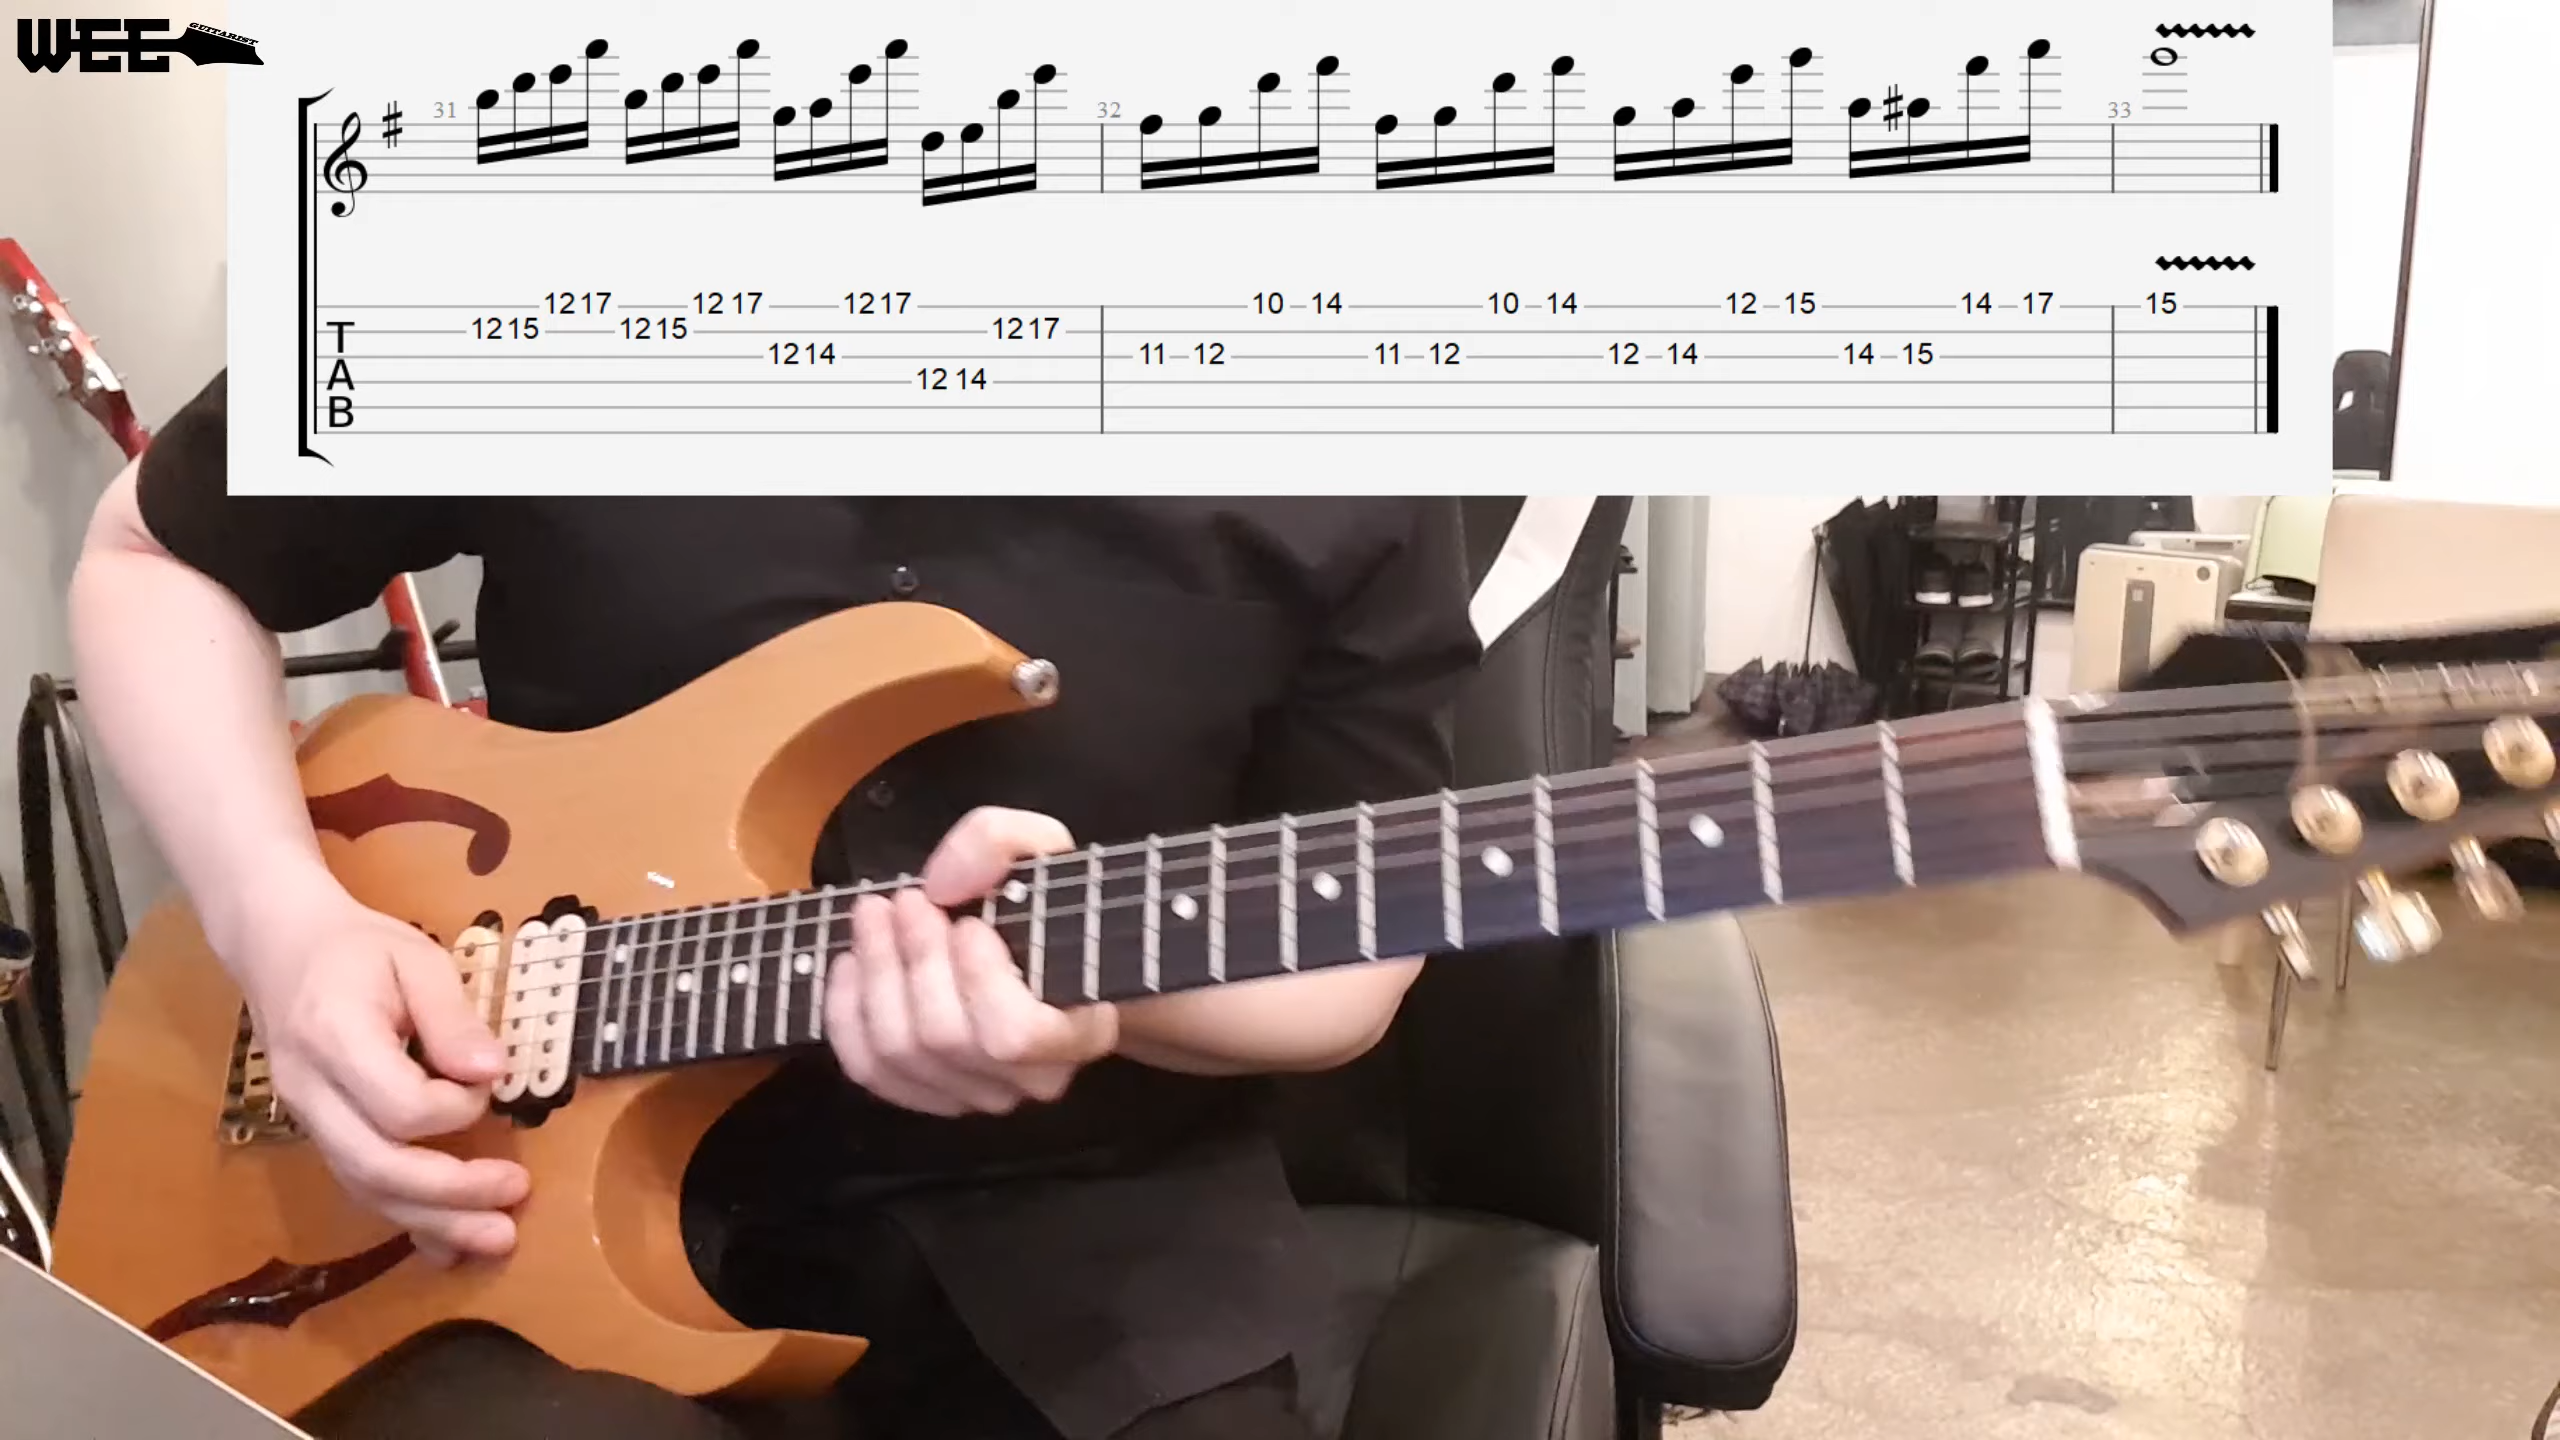 WEE GUITARIST
31 32 33
12 17 12 17 12 17 10 14 10 14 12 15 14 17 15
T 12 15 12 15 12 17
12 14 11 12 11 12 12 14 14 15
A 12 14
B